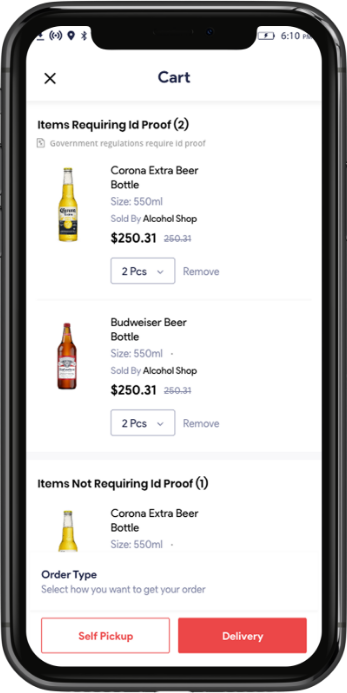 6:10 PM
Cart
Items Requiring Id Proof (2)
Government regulations require id proof
Corona Extra Beer
Bottle
Size: 550ml
Sold By Alcohol Shop
$250.31 250.31
2 Pcs Remove
Budweiser Beer
Bottle
Size: 550ml -
Sold By Alcohol Shop
$250.31 250.31
2 Pcs Remove
Items Not Requiring Id Proof (1)
Corona Extra Beer
Bottle
Size: 550ml -
Order Type
Select how you want to get your order
Self Pickup Delivery